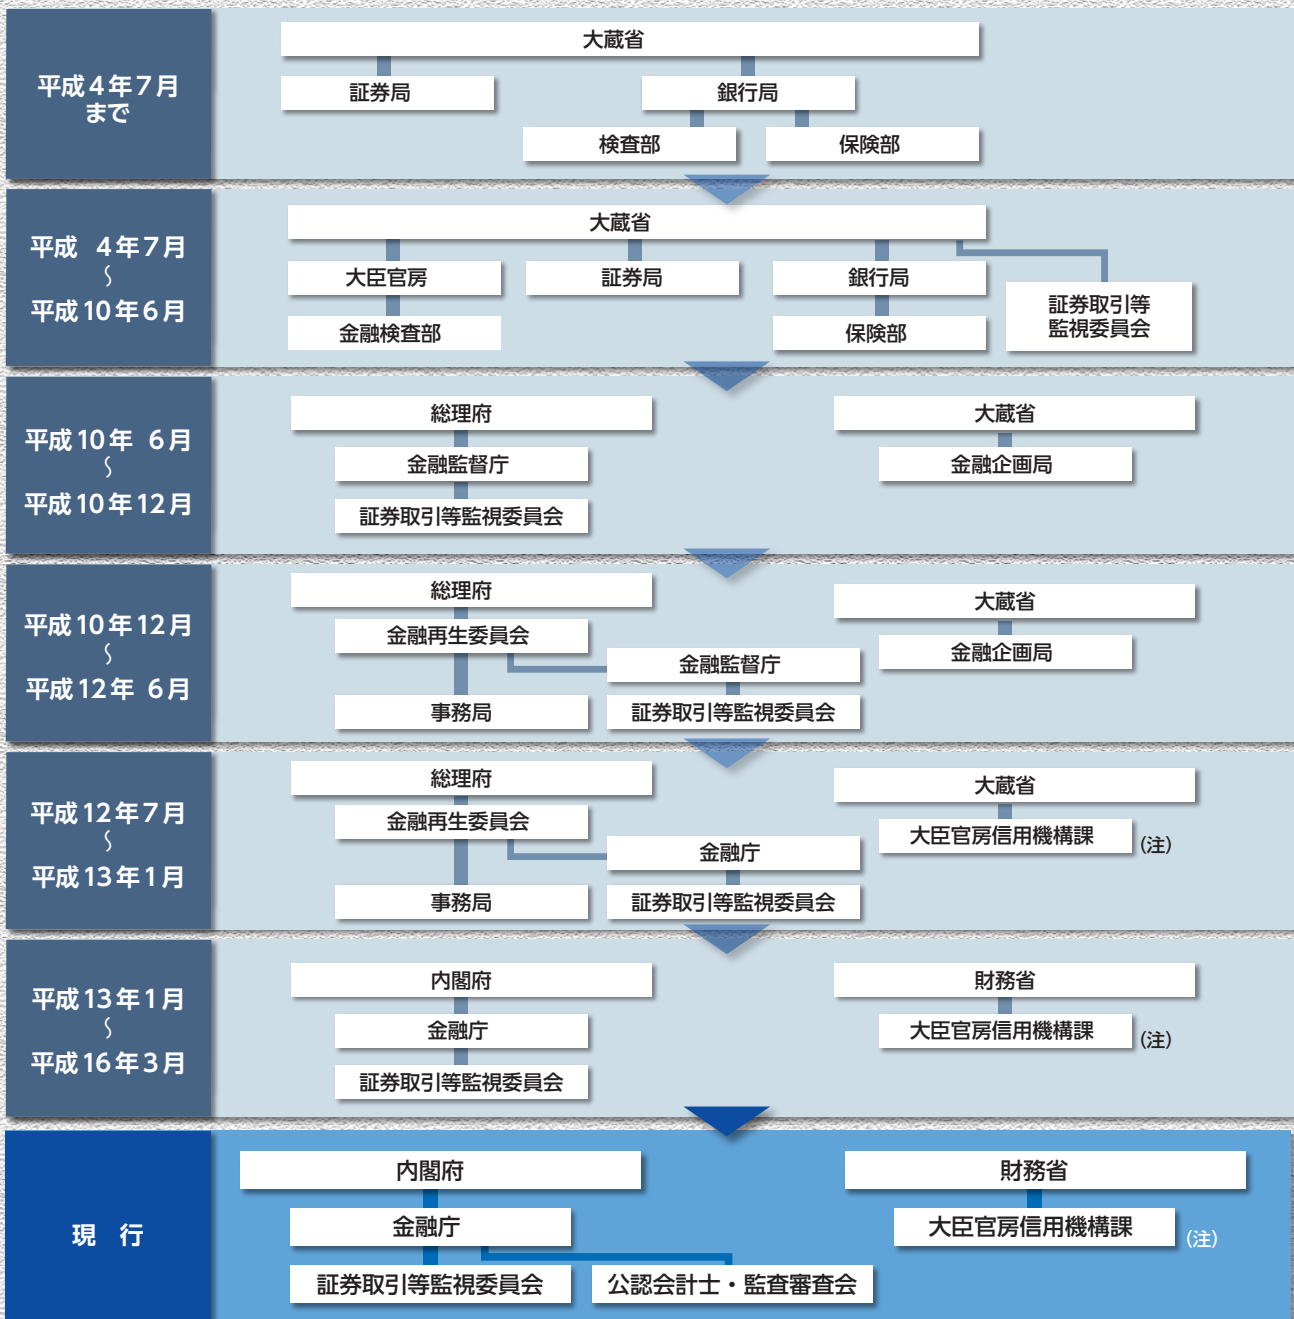 平成4年7月
まで
大蔵省
証券局
銀行局
検査部
保険部
平成 4年7月
〜
平成10年6月
大蔵省
大臣官房
証券局
銀行局
証券取引等
監視委員会
金融検査部
保険部
平成10年 6月
〜
平成10年12月
総理府
大蔵省
金融監督庁
金融企画局
証券取引等監視委員会
平成10年12月
〜
平成12年 6月
総理府
大蔵省
金融再生委員会
金融企画局
金融監督庁
事務局
証券取引等監視委員会
平成12年7月
〜
平成13年1月
総理府
大蔵省
金融再生委員会
大臣官房信用機構課 (注)
金融庁
事務局
証券取引等監視委員会
平成13年1月
〜
平成16年3月
内閣府
財務省
金融庁
大臣官房信用機構課 (注)
証券取引等監視委員会
現 行
内閣府
財務省
金融庁
大臣官房信用機構課 (注)
証券取引等監視委員会
公認会計士・監査審査会